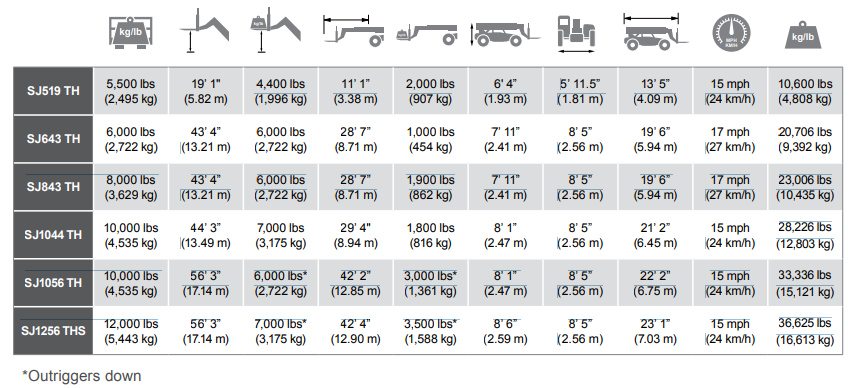 kg/lb kg/lb kg/lb MPH kg/lb
KM/H
SJ519 TH 5,500 lbs 19' 1" 4,400 lbs 11' 1" 2,000 lbs 6' 4" 5' 11.5" 13' 5" 15 mph 10,600 lbs
(2,495 kg) (5.82 m) (1,996 kg) (3.38 m) (907 kg) (1.93 m) (1.81 m) (4.09 m) (24 km/h) (4,808 kg)
SJ643 TH 6,000 lbs 43' 4" 6,000 lbs 28' 7" 1,000 lbs 7' 11" 8' 5" 19' 6" 17 mph 20,706 lbs
(2,722 kg) (13.21 m) (2,722 kg) (8.71 m) (454 kg) (2.41 m) (2.56 m) (5.94 m) (27 km/h) (9,392 kg)
SJ843 TH 8,000 lbs 43' 4" 6,000 lbs 28' 7" 1,900 lbs 7' 11" 8' 5" 19' 6" 17 mph 23,006 lbs
(3,629 kg) (13.21 m) (2,722 kg) (8.71 m) (862 kg) (2.41 m) (2.56 m) (5.94 m) (27 km/h) (10,435 kg)
SJ1044 TH 10,000 lbs 44' 3" 7,000 lbs 29' 4" 1,800 lbs 8' 1" 8' 5" 21' 2" 15 mph 28,226 lbs
(4,535 kg) (13.49 m) (3,175 kg) (8.94 m) (816 kg) (2.47 m) (2.56 m) (6.45 m) (24 km/h) (12,803 kg)
SJ1056 TH 10,000 lbs 56' 3" 6,000 lbs* 42' 2" 3,000 lbs* 8' 1" 8' 5" 22' 2" 15 mph 33,336 lbs
(4,535 kg) (17.14 m) (2,722 kg) (12.85 m) (1,361 kg) (2.47 m) (2.56 m) (6.75 m) (24 km/h) (15,121 kg)
SJ1256 THS 12,000 lbs 56' 3" 7,000 lbs* 42' 4" 3,500 lbs* 8' 6" 8' 5" 23' 1" 15 mph 36,625 lbs
(5,443 kg) (17.14 m) (3,175 kg) (12.90 m) (1,588 kg) (2.59 m) (2.56 m) (7.03 m) (24 km/h) (16,613 kg)
*Outriggers down